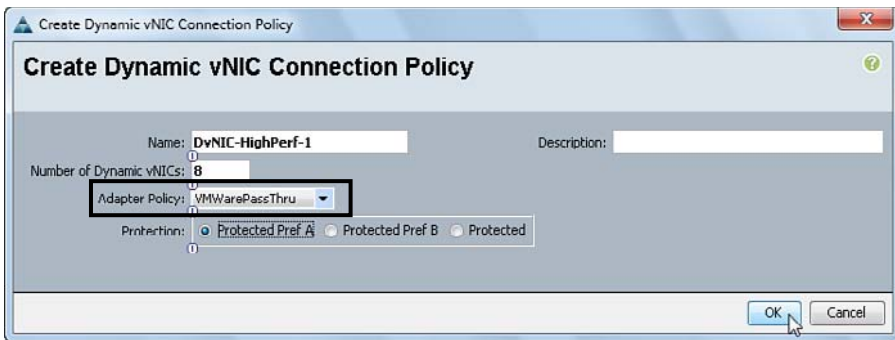 Create Dynamic vNIC Connection Policy
Create Dynamic vNIC Connection Policy
Name: DvNIC-HighPerf-1 Description:
Number of Dynamic vNICs: 8
Adapter Policy: VMWarePassThru
Protection: Protected Pref A Protected Pref B Protected
OK Cancel